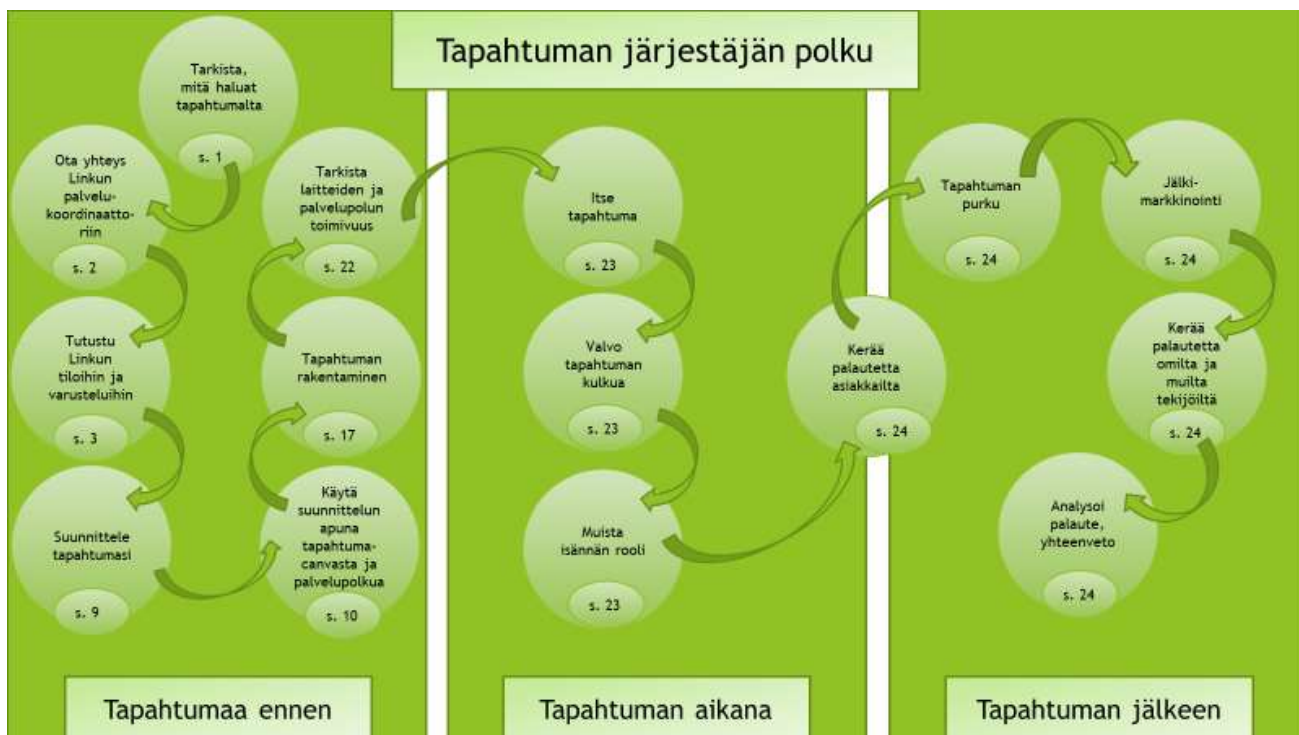 Tapahtuman järjestäjän polku
Tarkista,
mitä haluat
tapahtumalta
s. 1
Ota yhteys
Linkun
palvelu-
koordinaatto-
riin
s. 2
Tutustu
Linkun
tiloihin ja
varusteluihin
s. 3
Suunnittele
tapahtumasi
s. 9
Käytä
suunnittelun
apuna
tapahtuma-
canvasta ja
palvelupolkua
s. 10
Tapahtuman
rakentaminen
s. 17
Tarkista
laitteiden ja
palvelupolun
toimivuus
s. 22
Itse
tapahtuma
s. 23
Valvo
tapahtuman
kulkua
s. 23
Muista
isännän rooli
s. 23
Kerää
palautetta
asiakkailta
s. 24
Tapahtuman
purku
s. 24
Jälki-
markkinointi
s. 24
Kerää
palautetta
omilta ja
muilta
tekijöiltä
s. 24
Analysoi
palaute,
yhteenveto
s. 24
Tapahtumaa ennen
Tapahtuman aikana
Tapahtuman jälkeen